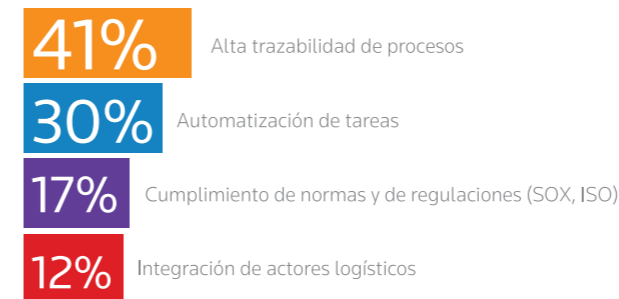 41% Alta trazabilidad de procesos
30% Automatización de tareas
17% Cumplimiento de normas y de regulaciones (SOX, ISO)
12% Integración de actores logísticos